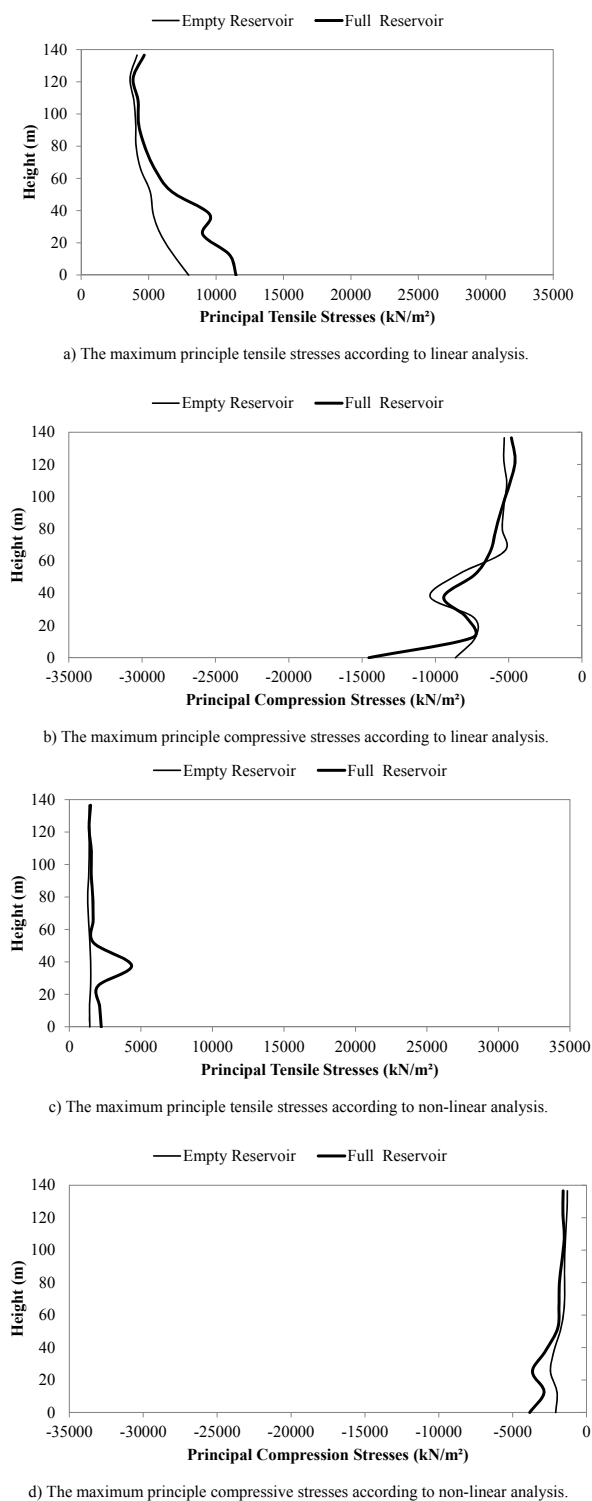 Empty Reservoir Full Reservoir
140
120
100
80
60
40
20
0
Height (m)
0 5000 10000 15000 20000 25000 30000 35000
Principal Tensile Stresses (kN/m²)
a) The maximum principle tensile stresses according to linear analysis.
Empty Reservoir Full Reservoir
140
120
100
80
60
40
20
0
Height (m)
-35000 -30000 -25000 -20000 -15000 -10000 -5000 0
Principal Compression Stresses (kN/m²)
b) The maximum principle compressive stresses according to linear analysis.
Empty Reservoir Full Reservoir
140
120
100
80
60
40
20
0
Height (m)
0 5000 10000 15000 20000 25000 30000 35000
Principal Tensile Stresses (kN/m²)
c) The maximum principle tensile stresses according to non-linear analysis.
Empty Reservoir Full Reservoir
140
120
100
80
60
40
20
0
Height (m)
-35000 -30000 -25000 -20000 -15000 -10000 -5000 0
Principal Compression Stresses (kN/m²)
d) The maximum principle compressive stresses according to non-linear analysis.